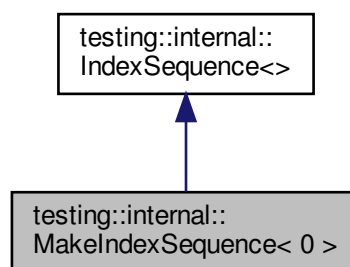 testing::internal::
IndexSequence<>
testing::internal::
MakeIndexSequence< 0 >